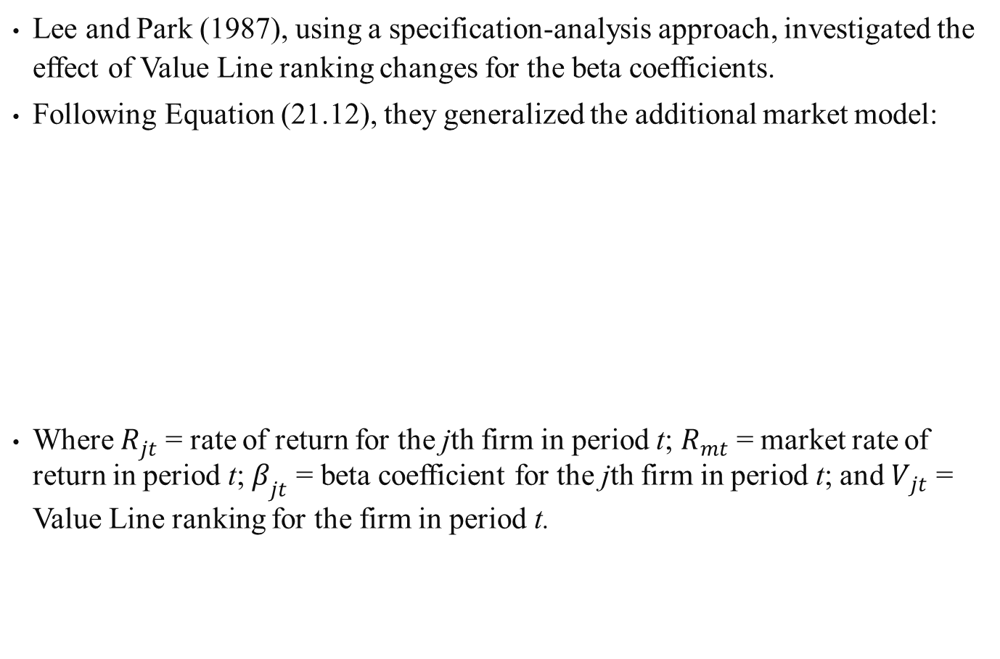 • Lee and Park (1987), using a specification-analysis approach, investigated the
effect of Value Line ranking changes for the beta coefficients.
• Following Equation (21.12), they generalized the additional market model:
• Where R_{jt} = rate of return for the jth firm in period t; R_{mt} = market rate of
return in period t; β_{jt} = beta coefficient for the jth firm in period t; and V_{jt} =
Value Line ranking for the firm in period t.